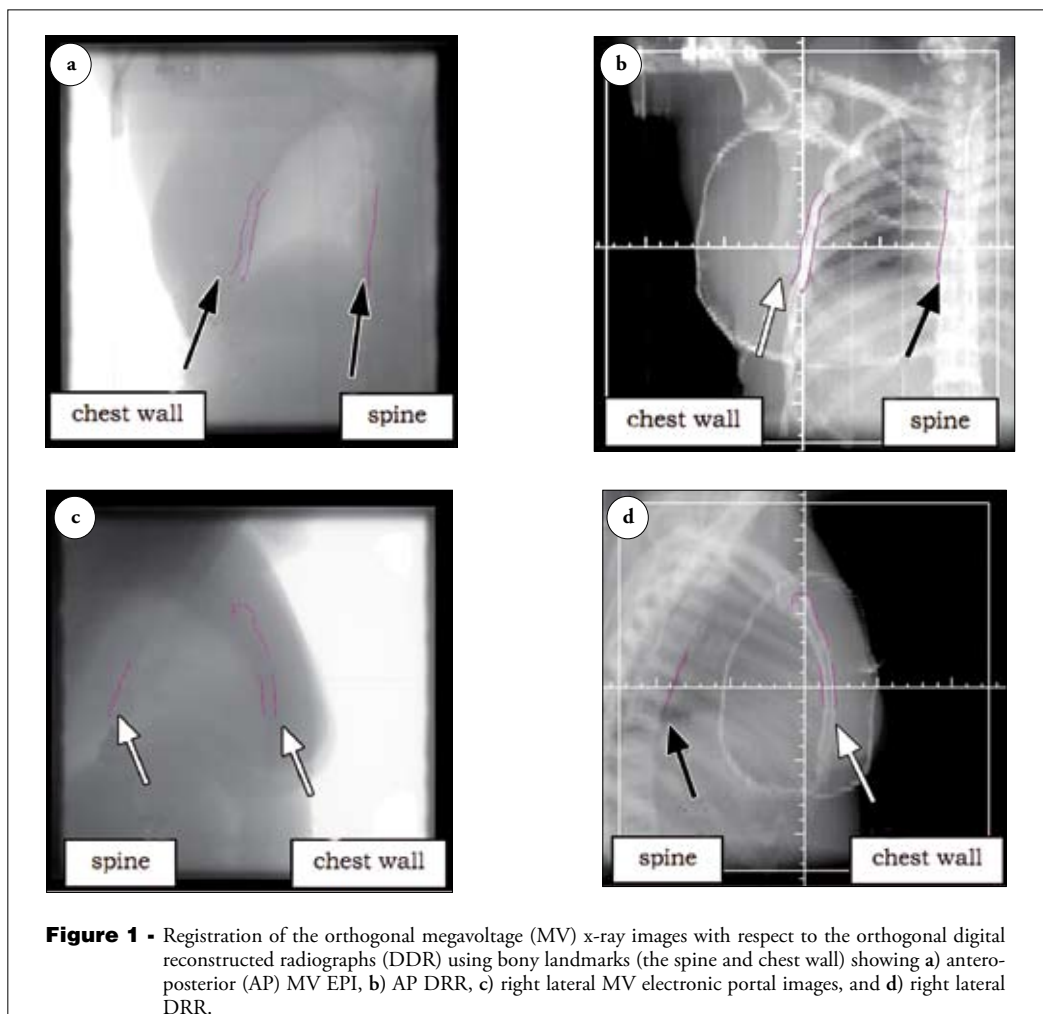 a
b
chest wall
spine
chest wall
spine
c
d
spine
chest wall
spine
chest wall
Figure 1 - Registration of the orthogonal megavoltage (MV) x-ray images with respect to the orthogonal digital
reconstructed radiographs (DDR) using bony landmarks (the spine and chest wall) showing a) antero-
posterior (AP) MV EPI, b) AP DRR, c) right lateral MV electronic portal images, and d) right lateral
DRR.